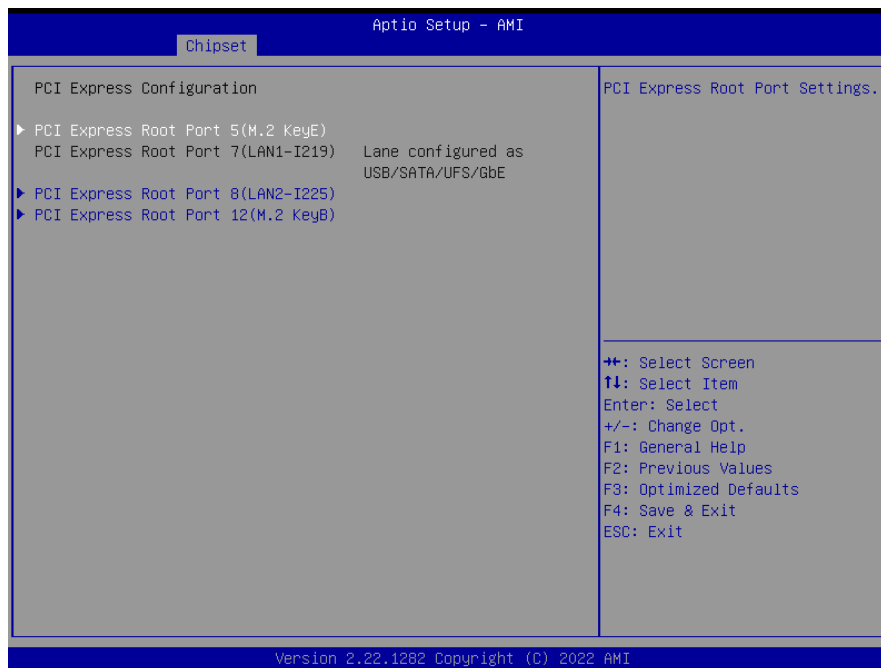 Aptio Setup – AMI
Chipset
PCI Express Configuration
PCI Express Root Port 5(M.2 KeyE)
PCI Express Root Port 7(LAN1-I219) Lane configured as
USB/SATA/UFS/GbE
PCI Express Root Port 8(LAN2-I225)
PCI Express Root Port 12(M.2 KeyB)
PCI Express Root Port Settings.
→←: Select Screen
↑↓: Select Item
Enter: Select
+/-: Change Opt.
F1: General Help
F2: Previous Values
F3: Optimized Defaults
F4: Save & Exit
ESC: Exit
Version 2.22.1282 Copyright (C) 2022 AMI